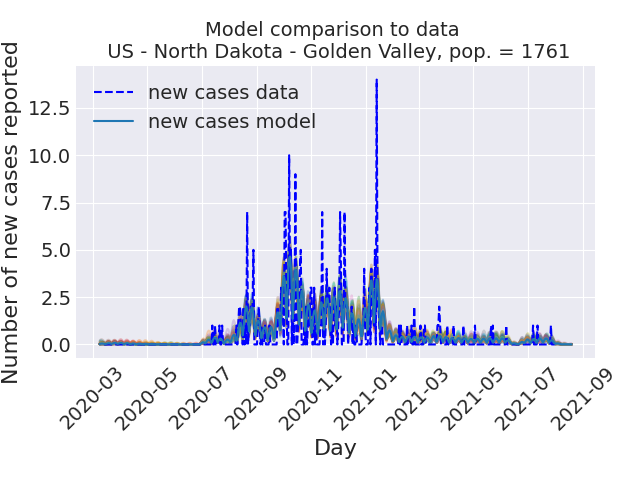 Model comparison to data
US - North Dakota - Golden Valley, pop. = 1761
Number of new cases reported
12.5
10.0
7.5
5.0
2.5
0.0
new cases data
new cases model
2020-03
2020-05
2020-07
2020-09
2020-11
2021-01
2021-03
2021-05
2021-07
2021-09
Day